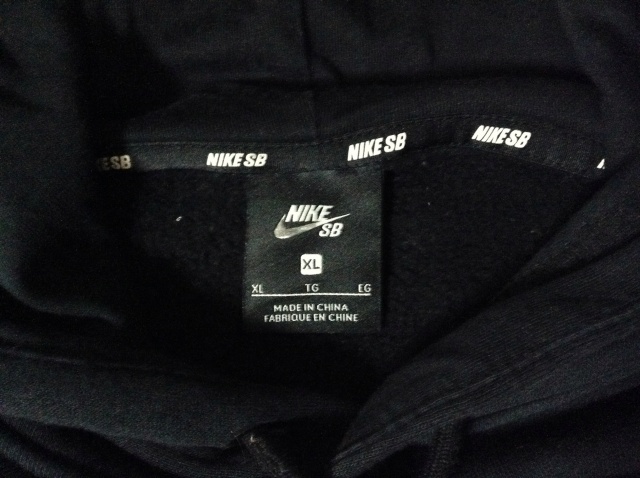 SB
NIKE SB
NIKE SB
NIKE SB
NIKE
SB
XL
XL TG EG
MADE IN CHINA
FABRIQUE EN CHINE